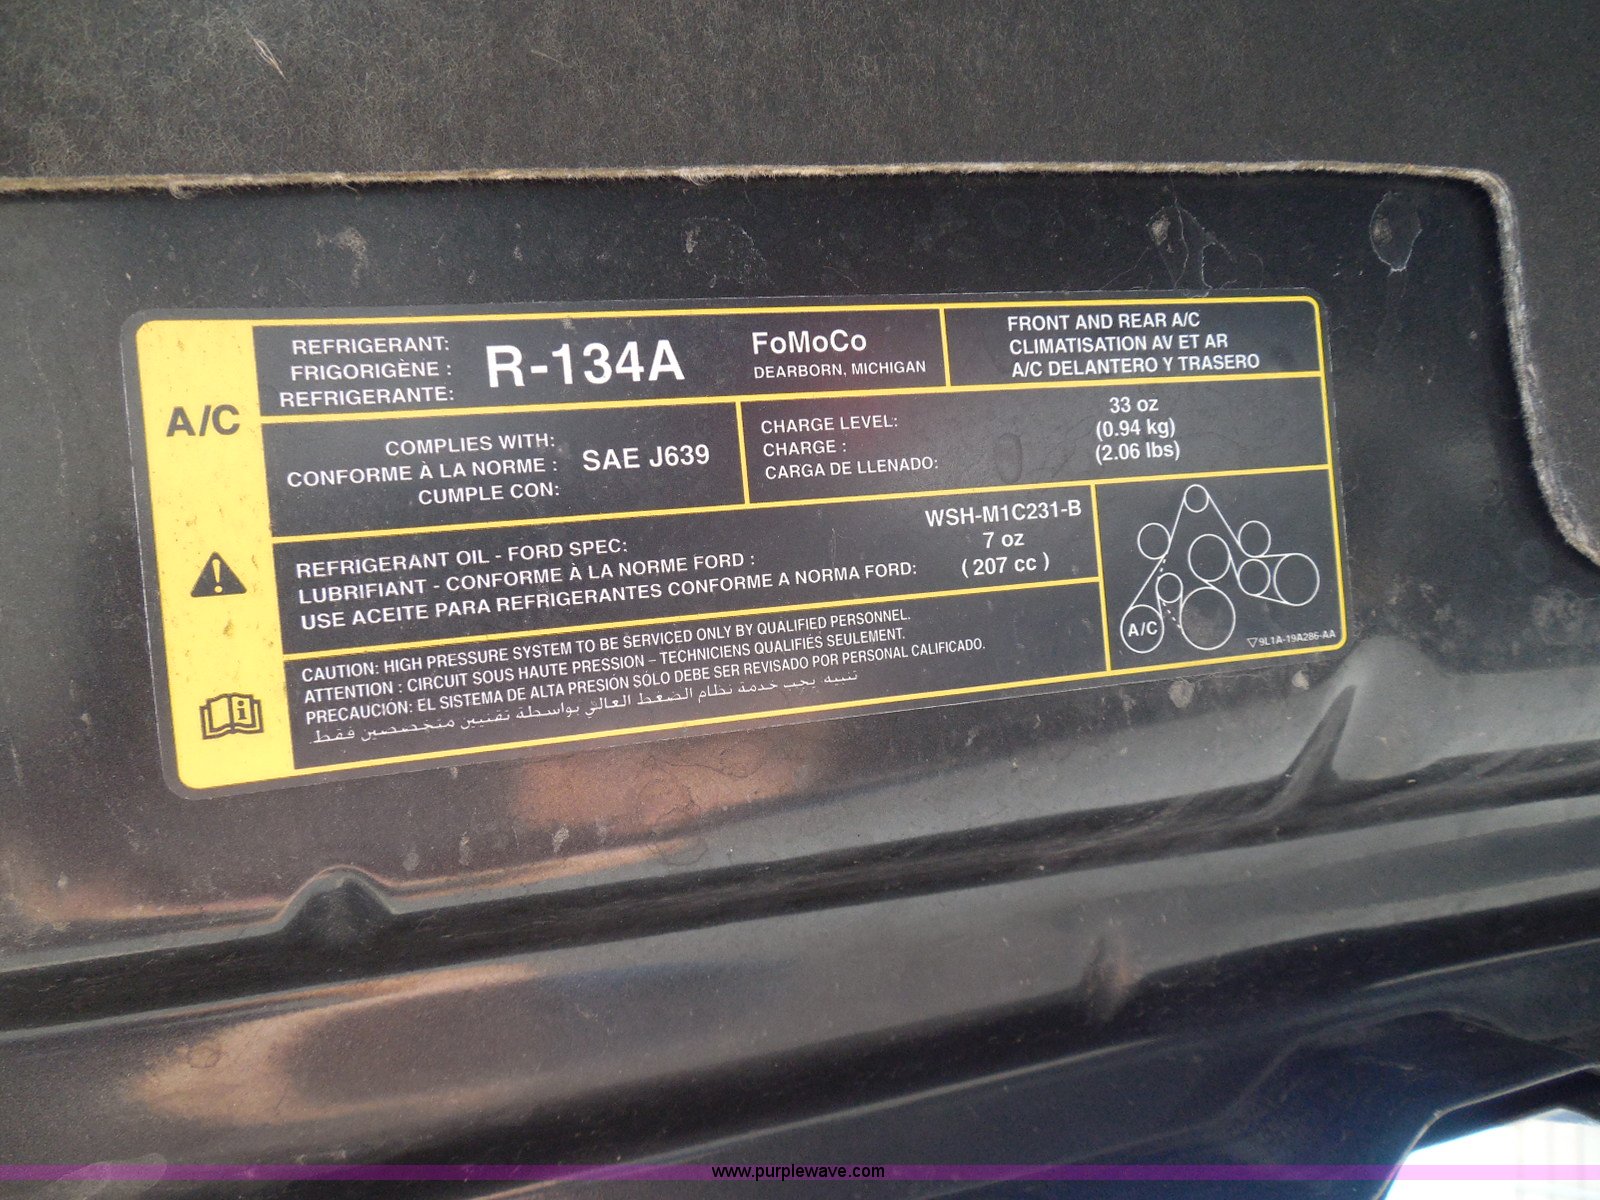 A/C
REFRIGERANT:
FRIGORIGÈNE :
REFRIGERANTE:
R-134A
FoMoCo
DEARBORN, MICHIGAN
FRONT AND REAR A/C
CLIMATISATION AV ET AR
A/C DELANTERO Y TRASERO
COMPLIES WITH:
CONFORME À LA NORME :
CUMPLE CON:
SAE J639
CHARGE LEVEL:
CHARGE :
CARGA DE LLENADO:
33 oz
(0.94 kg)
(2.06 lbs)
REFRIGERANT OIL - FORD SPEC:
LUBRIFIANT - CONFORME À LA NORME FORD :
USE ACEITE PARA REFRIGERANTES CONFORME A NORMA FORD:
WSH-M1C231-B
7 oz
( 207 cc )
A/C
9L1A-19A286-AA
CAUTION: HIGH PRESSURE SYSTEM TO BE SERVICED ONLY BY QUALIFIED PERSONNEL.
ATTENTION : CIRCUIT SOUS HAUTE PRESSION – TECHNICIENS QUALIFIÉS SEULEMENT.
PRECAUCIÓN: EL SISTEMA DE ALTA PRESIÓN SÓLO DEBE SER REVISADO POR PERSONAL CALIFICADO.
تنبيه: يجب خدمة نظام الضغط العالي بواسطة تقنيين متخصصين فقط.
www.purplewave.com